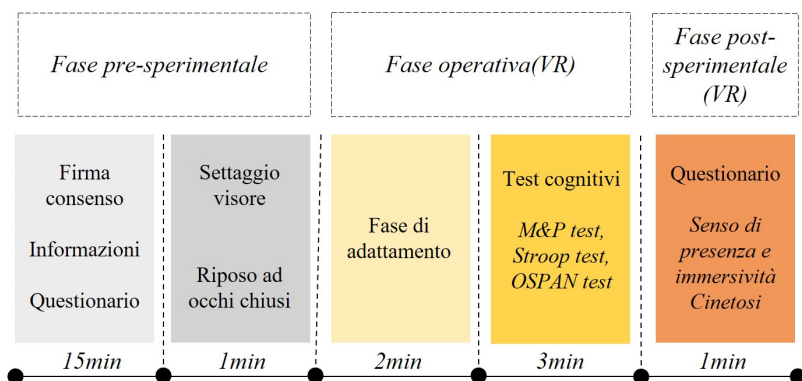 Fase pre-sperimentale
Fase operativa(VR)
Fase post-
sperimentale
(VR)
Firma
consenso
Informazioni
Questionario
Settaggio
visore
Riposo ad
occhi chiusi
Fase di
adattamento
Test cognitivi
M&P test,
Stroop test,
OSPAN test
Questionario
Senso di
presenza e
immersività
Cinetosi
15min
1min
2min
3min
1min